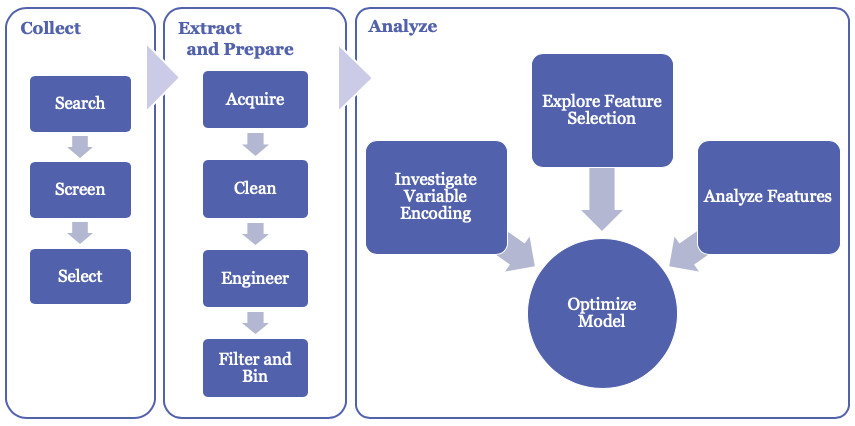 Collect
Search
Screen
Select
Extract
and Prepare
Acquire
Clean
Engineer
Filter and
Bin
Analyze
Investigate
Variable
Encoding
Explore Feature
Selection
Analyze Features
Optimize
Model